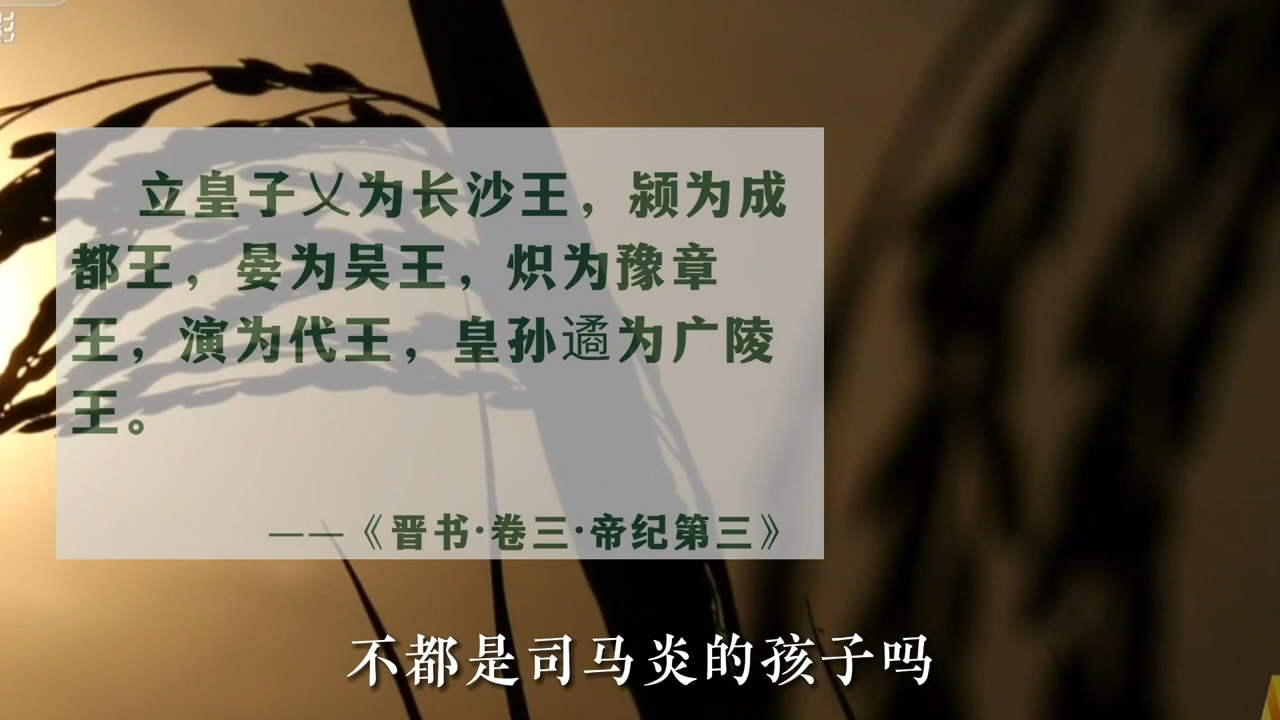 影
立皇子乂为长沙王，颍为成
都王，晏为吴王，炽为豫章
王，演为代王，皇孙遹为广陵
王。
——《晋书·卷三·帝纪第三》
不都是司马炎的孩子吗